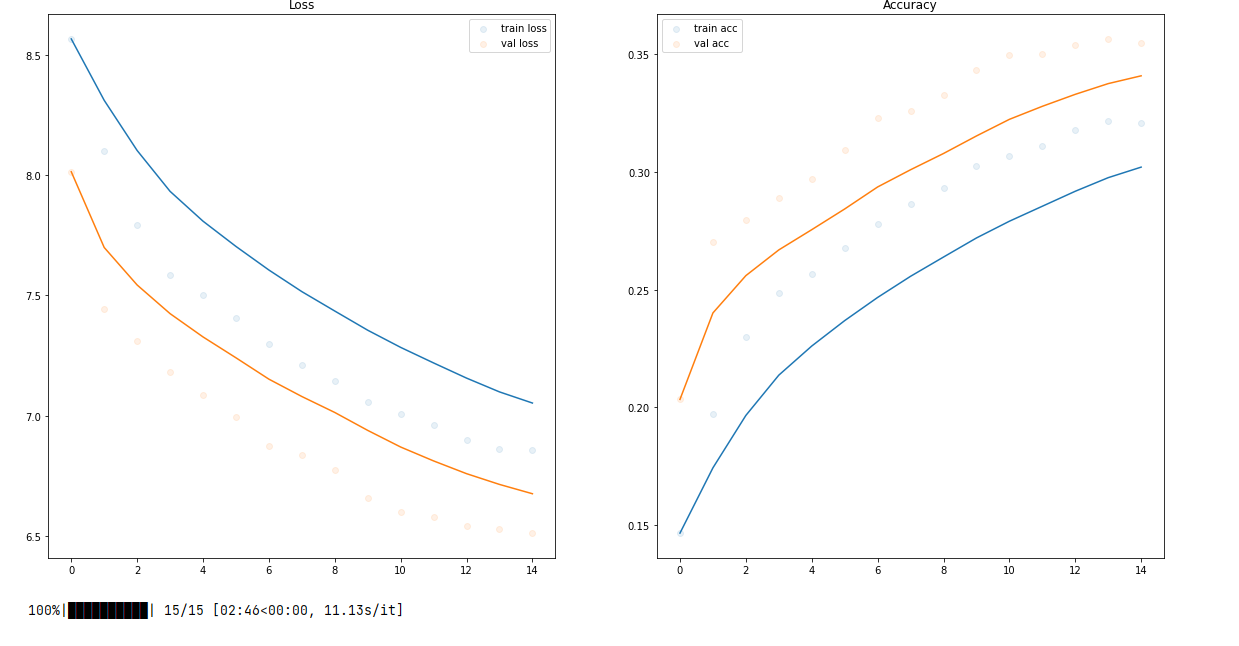 Loss
train loss
val loss
8.5
8.0
7.5
7.0
6.5
0 2 4 6 8 10 12 14
Accuracy
train acc
val acc
0.35
0.30
0.25
0.20
0.15
0 2 4 6 8 10 12 14
100%|██████████| 15/15 [02:46<00:00, 11.13s/it]